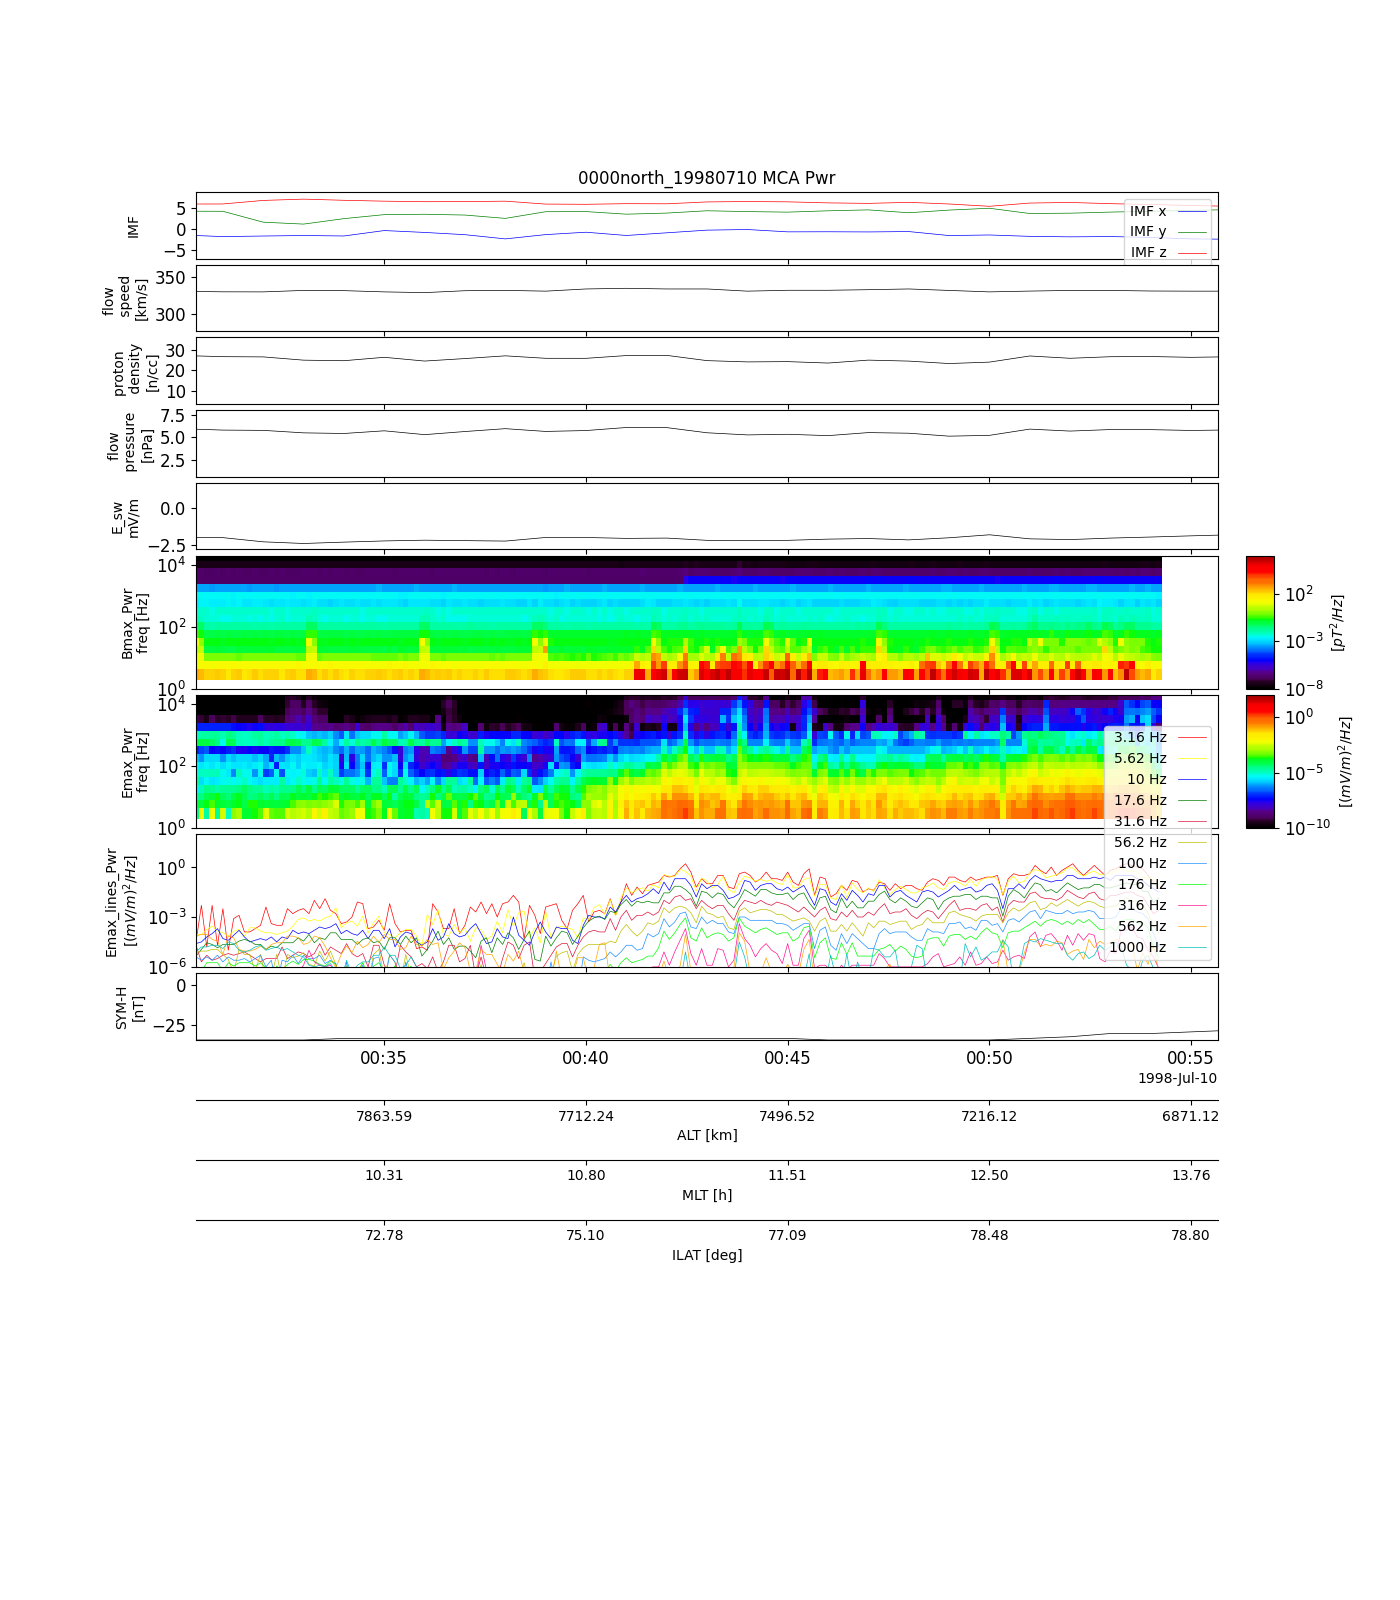 0000north_19980710 MCA Pwr
IMF
5
0
−5
IMF x
IMF y
IMF z
flow
speed
[km/s]
350
300
proton
density
[n/cc]
30
20
10
flow
pressure
[nPa]
7.5
5.0
2.5
E_sw
mV/m
0.0
−2.5
Bmax_Pwr
freq [Hz]
10^4
10^2
10^0
10^2
10^−3
10^−8
[pT^2/Hz]
Emax_Pwr
freq [Hz]
10^4
10^2
10^0
10^0
10^−5
10^−10
[(mV/m)^2/Hz]
3.16 Hz
5.62 Hz
10 Hz
17.6 Hz
31.6 Hz
56.2 Hz
100 Hz
176 Hz
316 Hz
562 Hz
1000 Hz
Emax_lines_Pwr
[(mV/m)^2/Hz]
10^0
10^−3
10^−6
SYM-H
[nT]
0
−25
00:35 00:40 00:45 00:50 00:55
1998-Jul-10
7863.59 7712.24 7496.52 7216.12 6871.12
ALT [km]
10.31 10.80 11.51 12.50 13.76
MLT [h]
72.78 75.10 77.09 78.48 78.80
ILAT [deg]